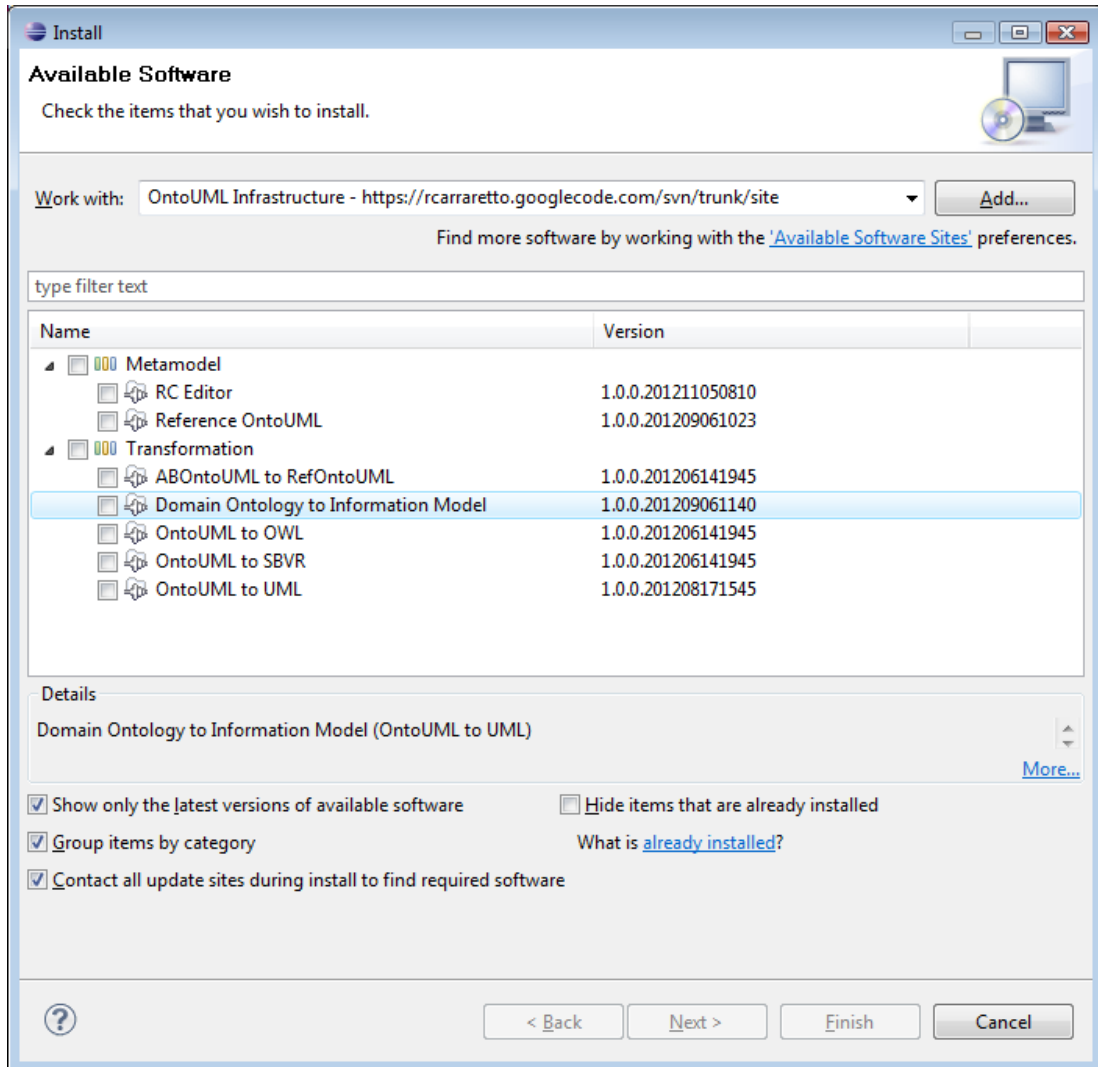 Install
Available Software
Check the items that you wish to install.
Work with: OntoUML Infrastructure - https://rcarraretto.googlecode.com/svn/trunk/site Add...
Find more software by working with the 'Available Software Sites' preferences.
type filter text
Name Version
Metamodel
RC Editor 1.0.0.201211050810
Reference OntoUML 1.0.0.201209061023
Transformation
ABOntoUML to RefOntoUML 1.0.0.201206141945
Domain Ontology to Information Model 1.0.0.201209061140
OntoUML to OWL 1.0.0.201206141945
OntoUML to SBVR 1.0.0.201206141945
OntoUML to UML 1.0.0.201208171545
Details
Domain Ontology to Information Model (OntoUML to UML)
More...
Show only the latest versions of available software Hide items that are already installed
Group items by category What is already installed?
Contact all update sites during install to find required software
? < Back Next > Finish Cancel